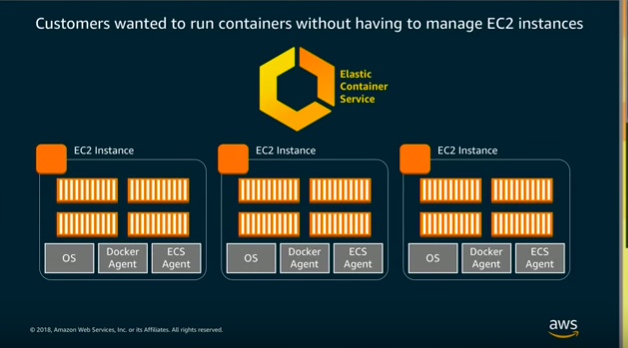 Customers wanted to run containers without having to manage EC2 instances
Elastic
Container
Service
EC2 Instance
EC2 Instance
EC2 Instance
OS
Docker
Agent
ECS
Agent
OS
Docker
Agent
ECS
Agent
OS
Docker
Agent
ECS
Agent
© 2018, Amazon Web Services, Inc. or its Affiliates. All rights reserved.
aws